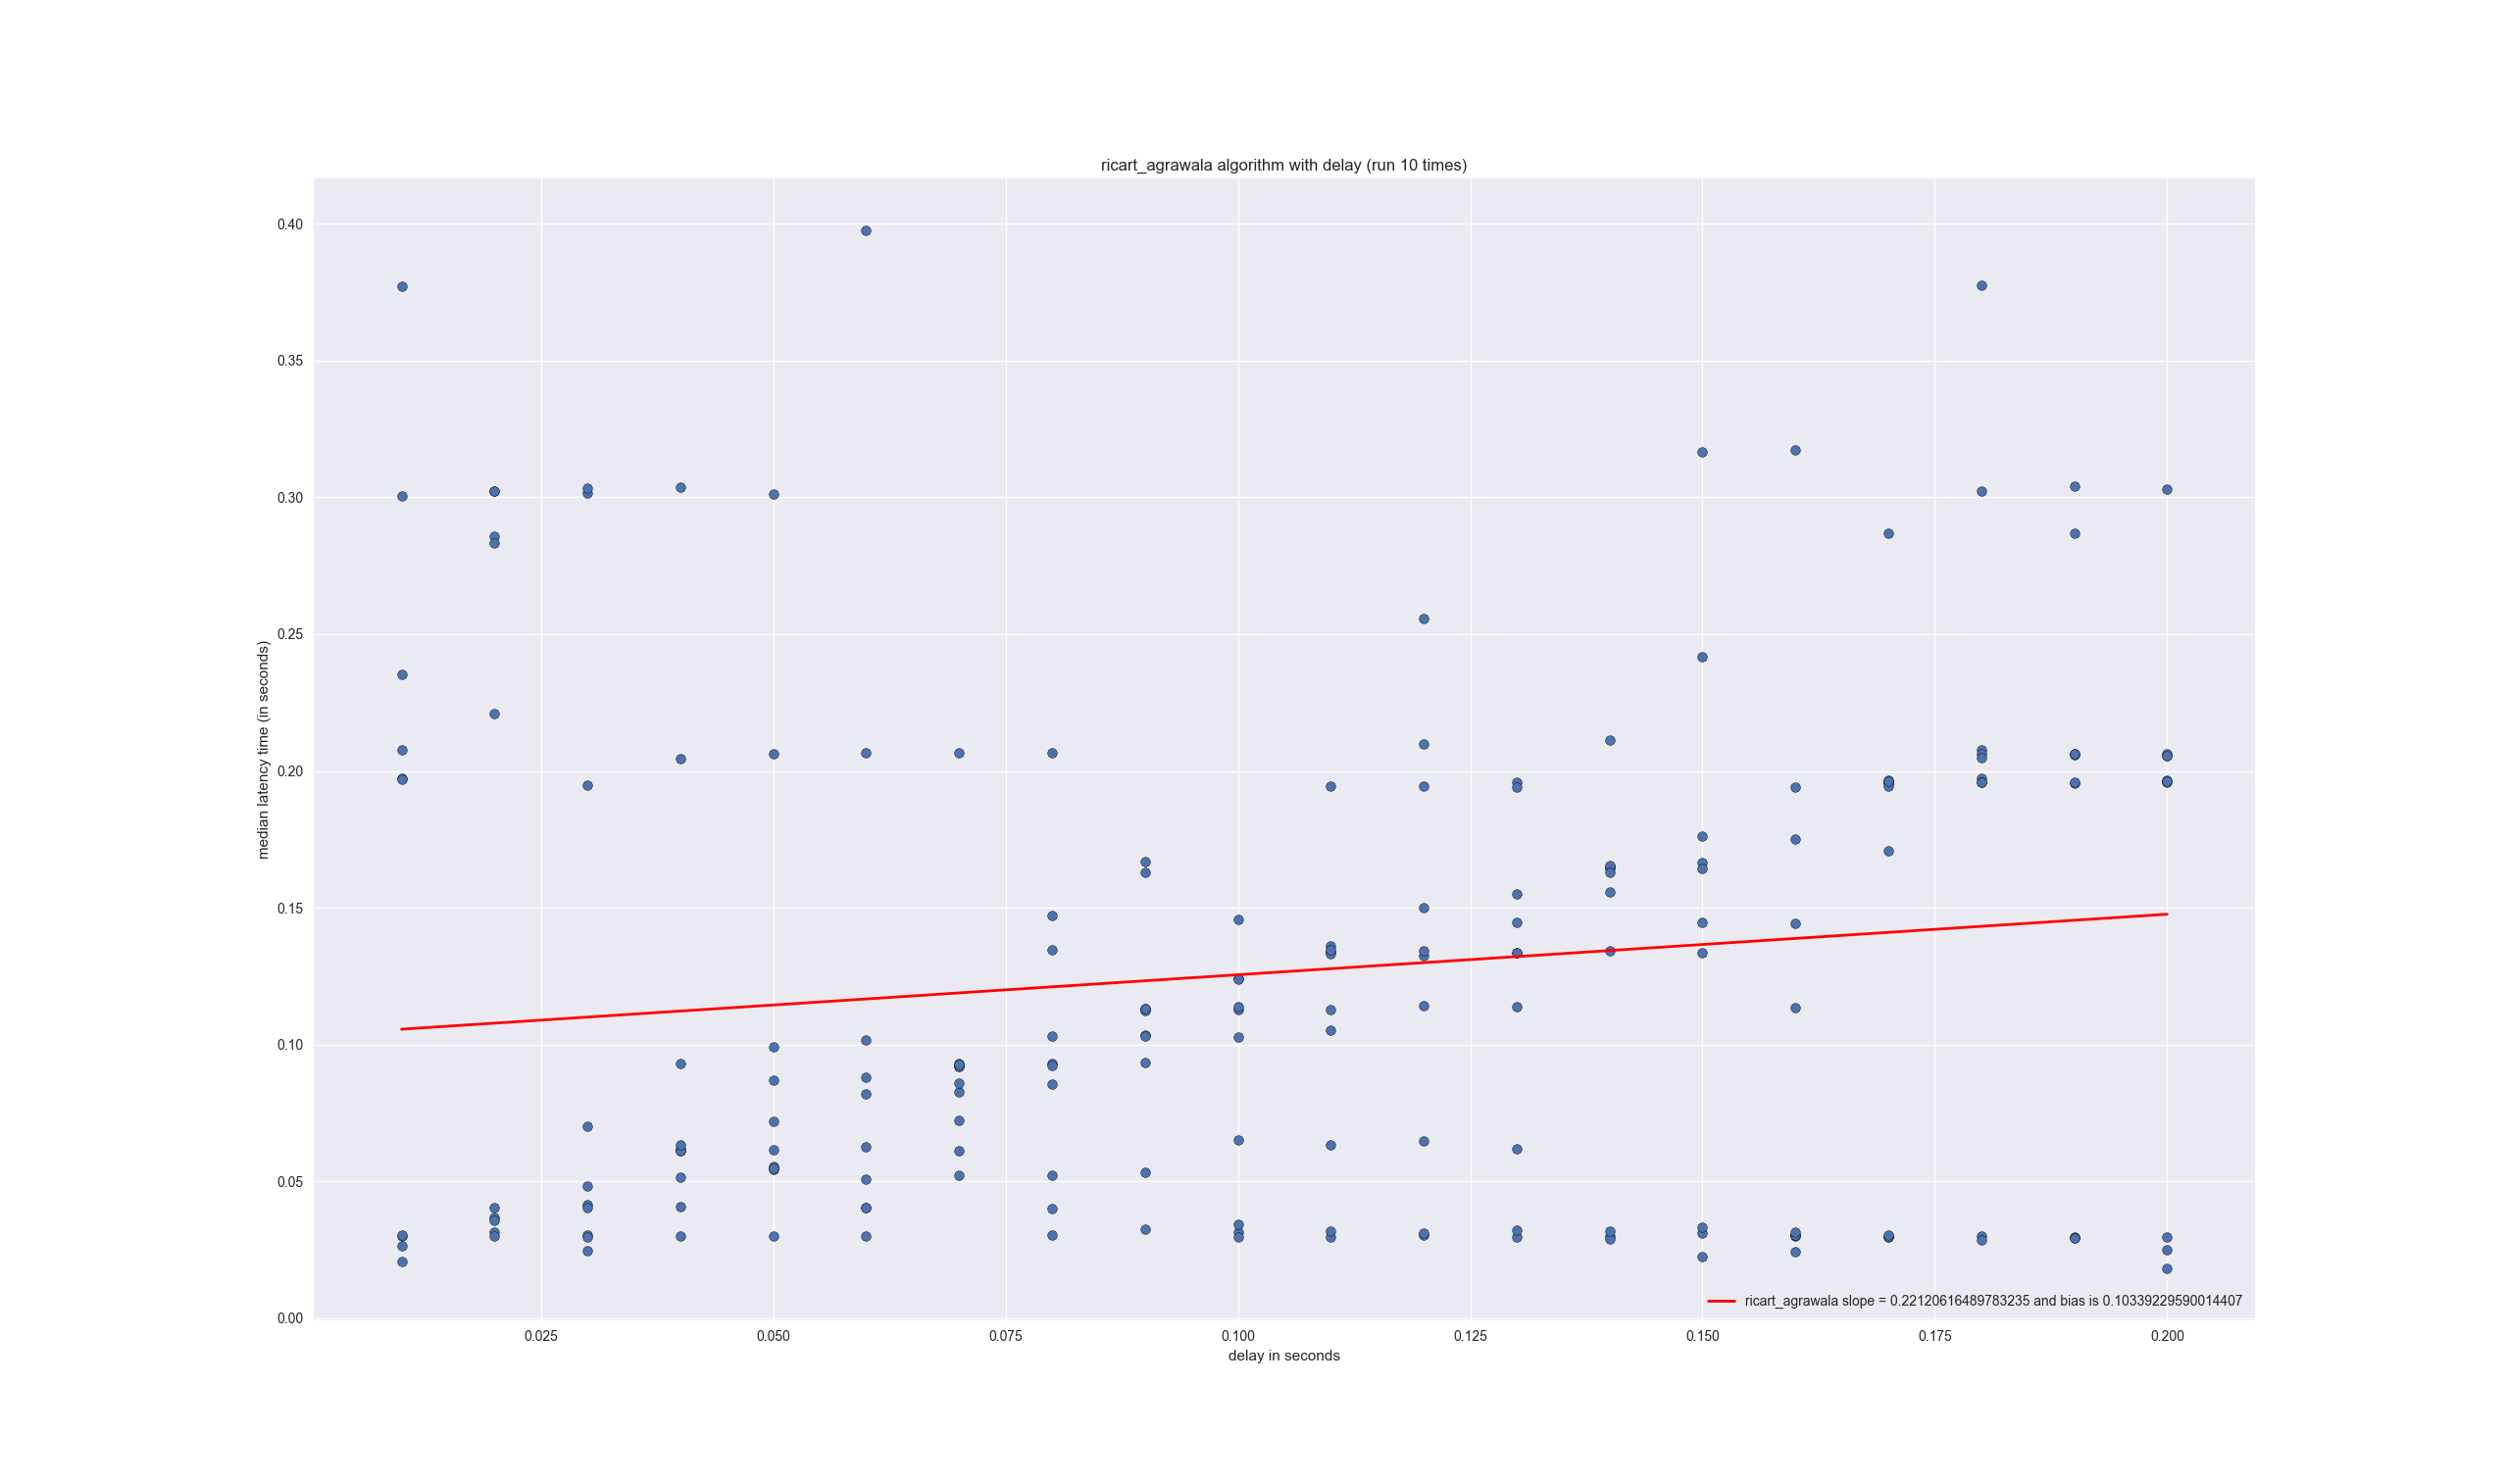 ricart_agrawala algorithm with delay (run 10 times)
0.40
0.35
0.30
0.25
0.20
0.15
0.10
0.05
0.00
median latency time (in seconds)
ricart_agrawala slope = 0.22120616489783235 and bias is 0.10339229590014407
0.025 0.050 0.075 0.100 0.125 0.150 0.175 0.200
delay in seconds